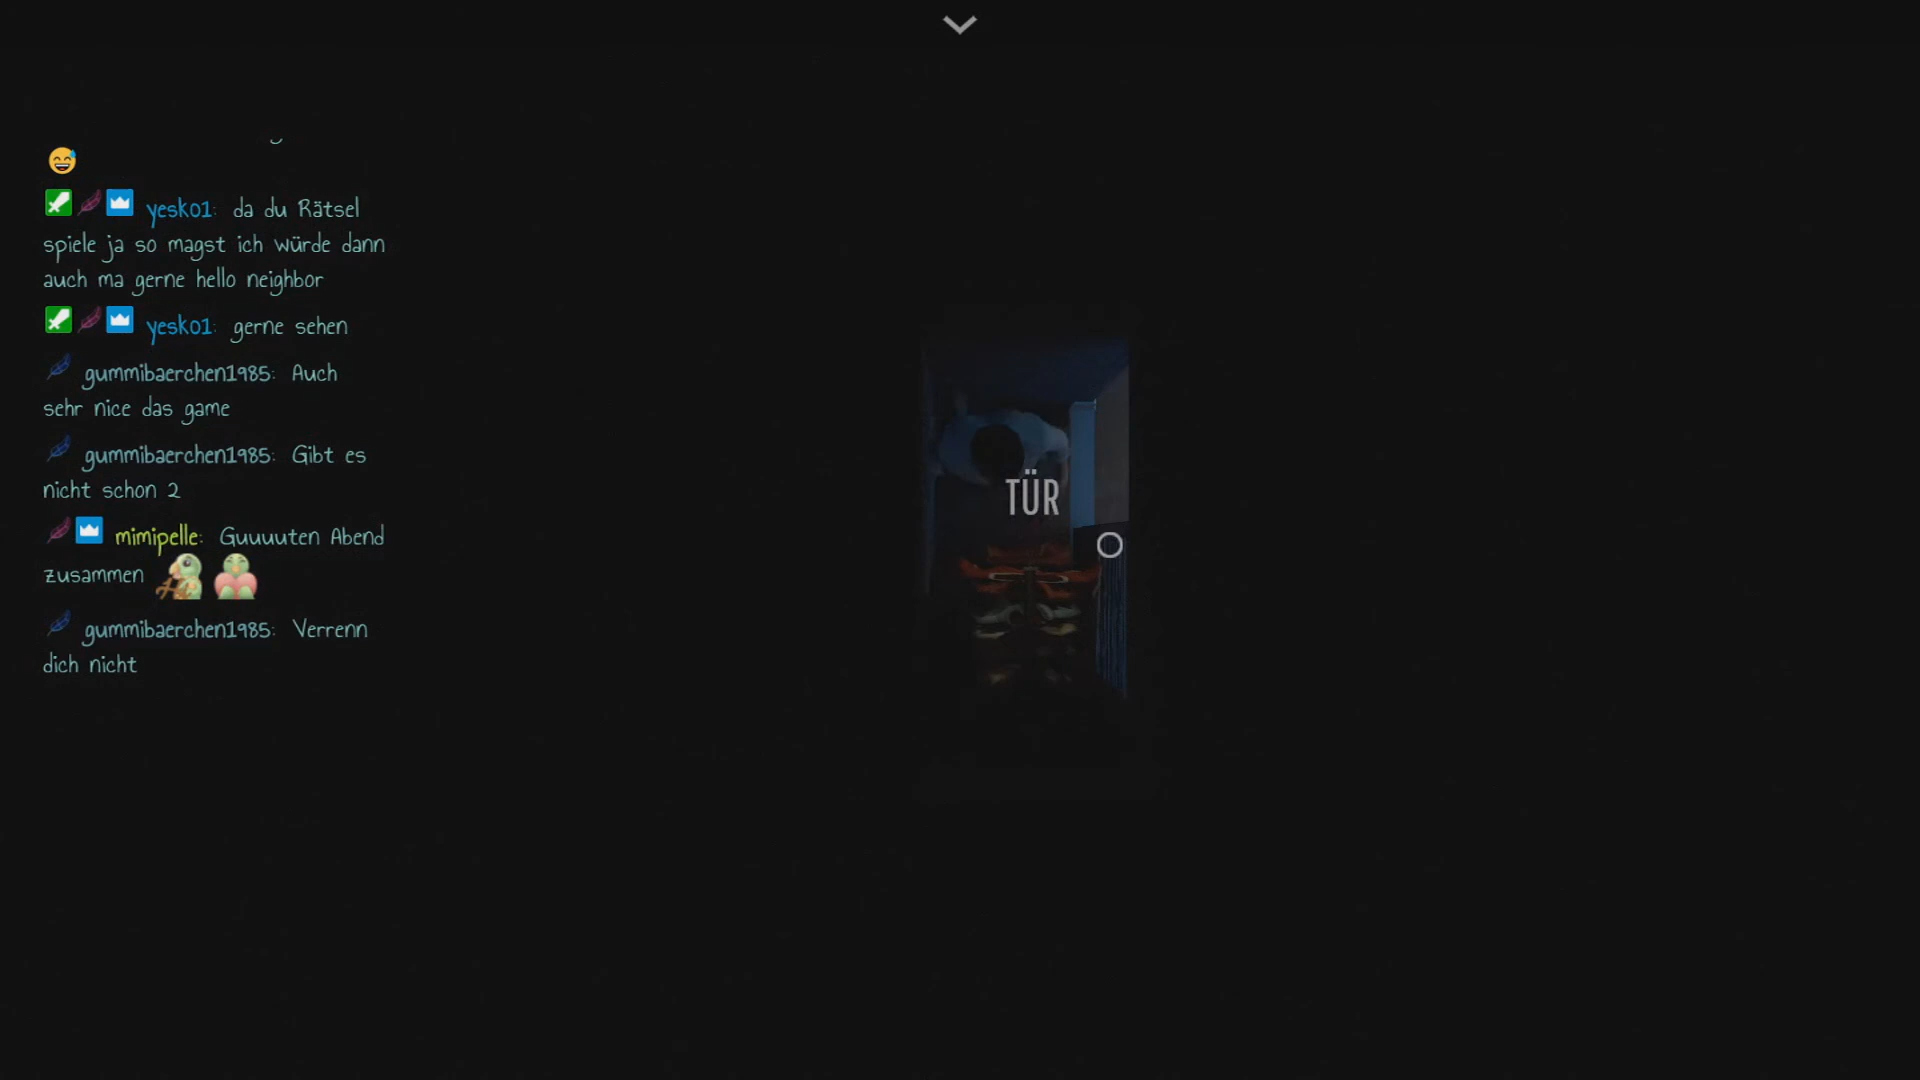 yesk01: da du Rätsel
spiele ja so magst ich würde dann
auch ma gerne hello neighbor
yesk01: gerne sehen
gummibaerchen1985: Auch
sehr nice das game
gummibaerchen1985: Gibt es
nicht schon 2
mimipelle: Guuuuten Abend
zusammen
gummibaerchen1985: Verrenn
dich nicht
TÜR